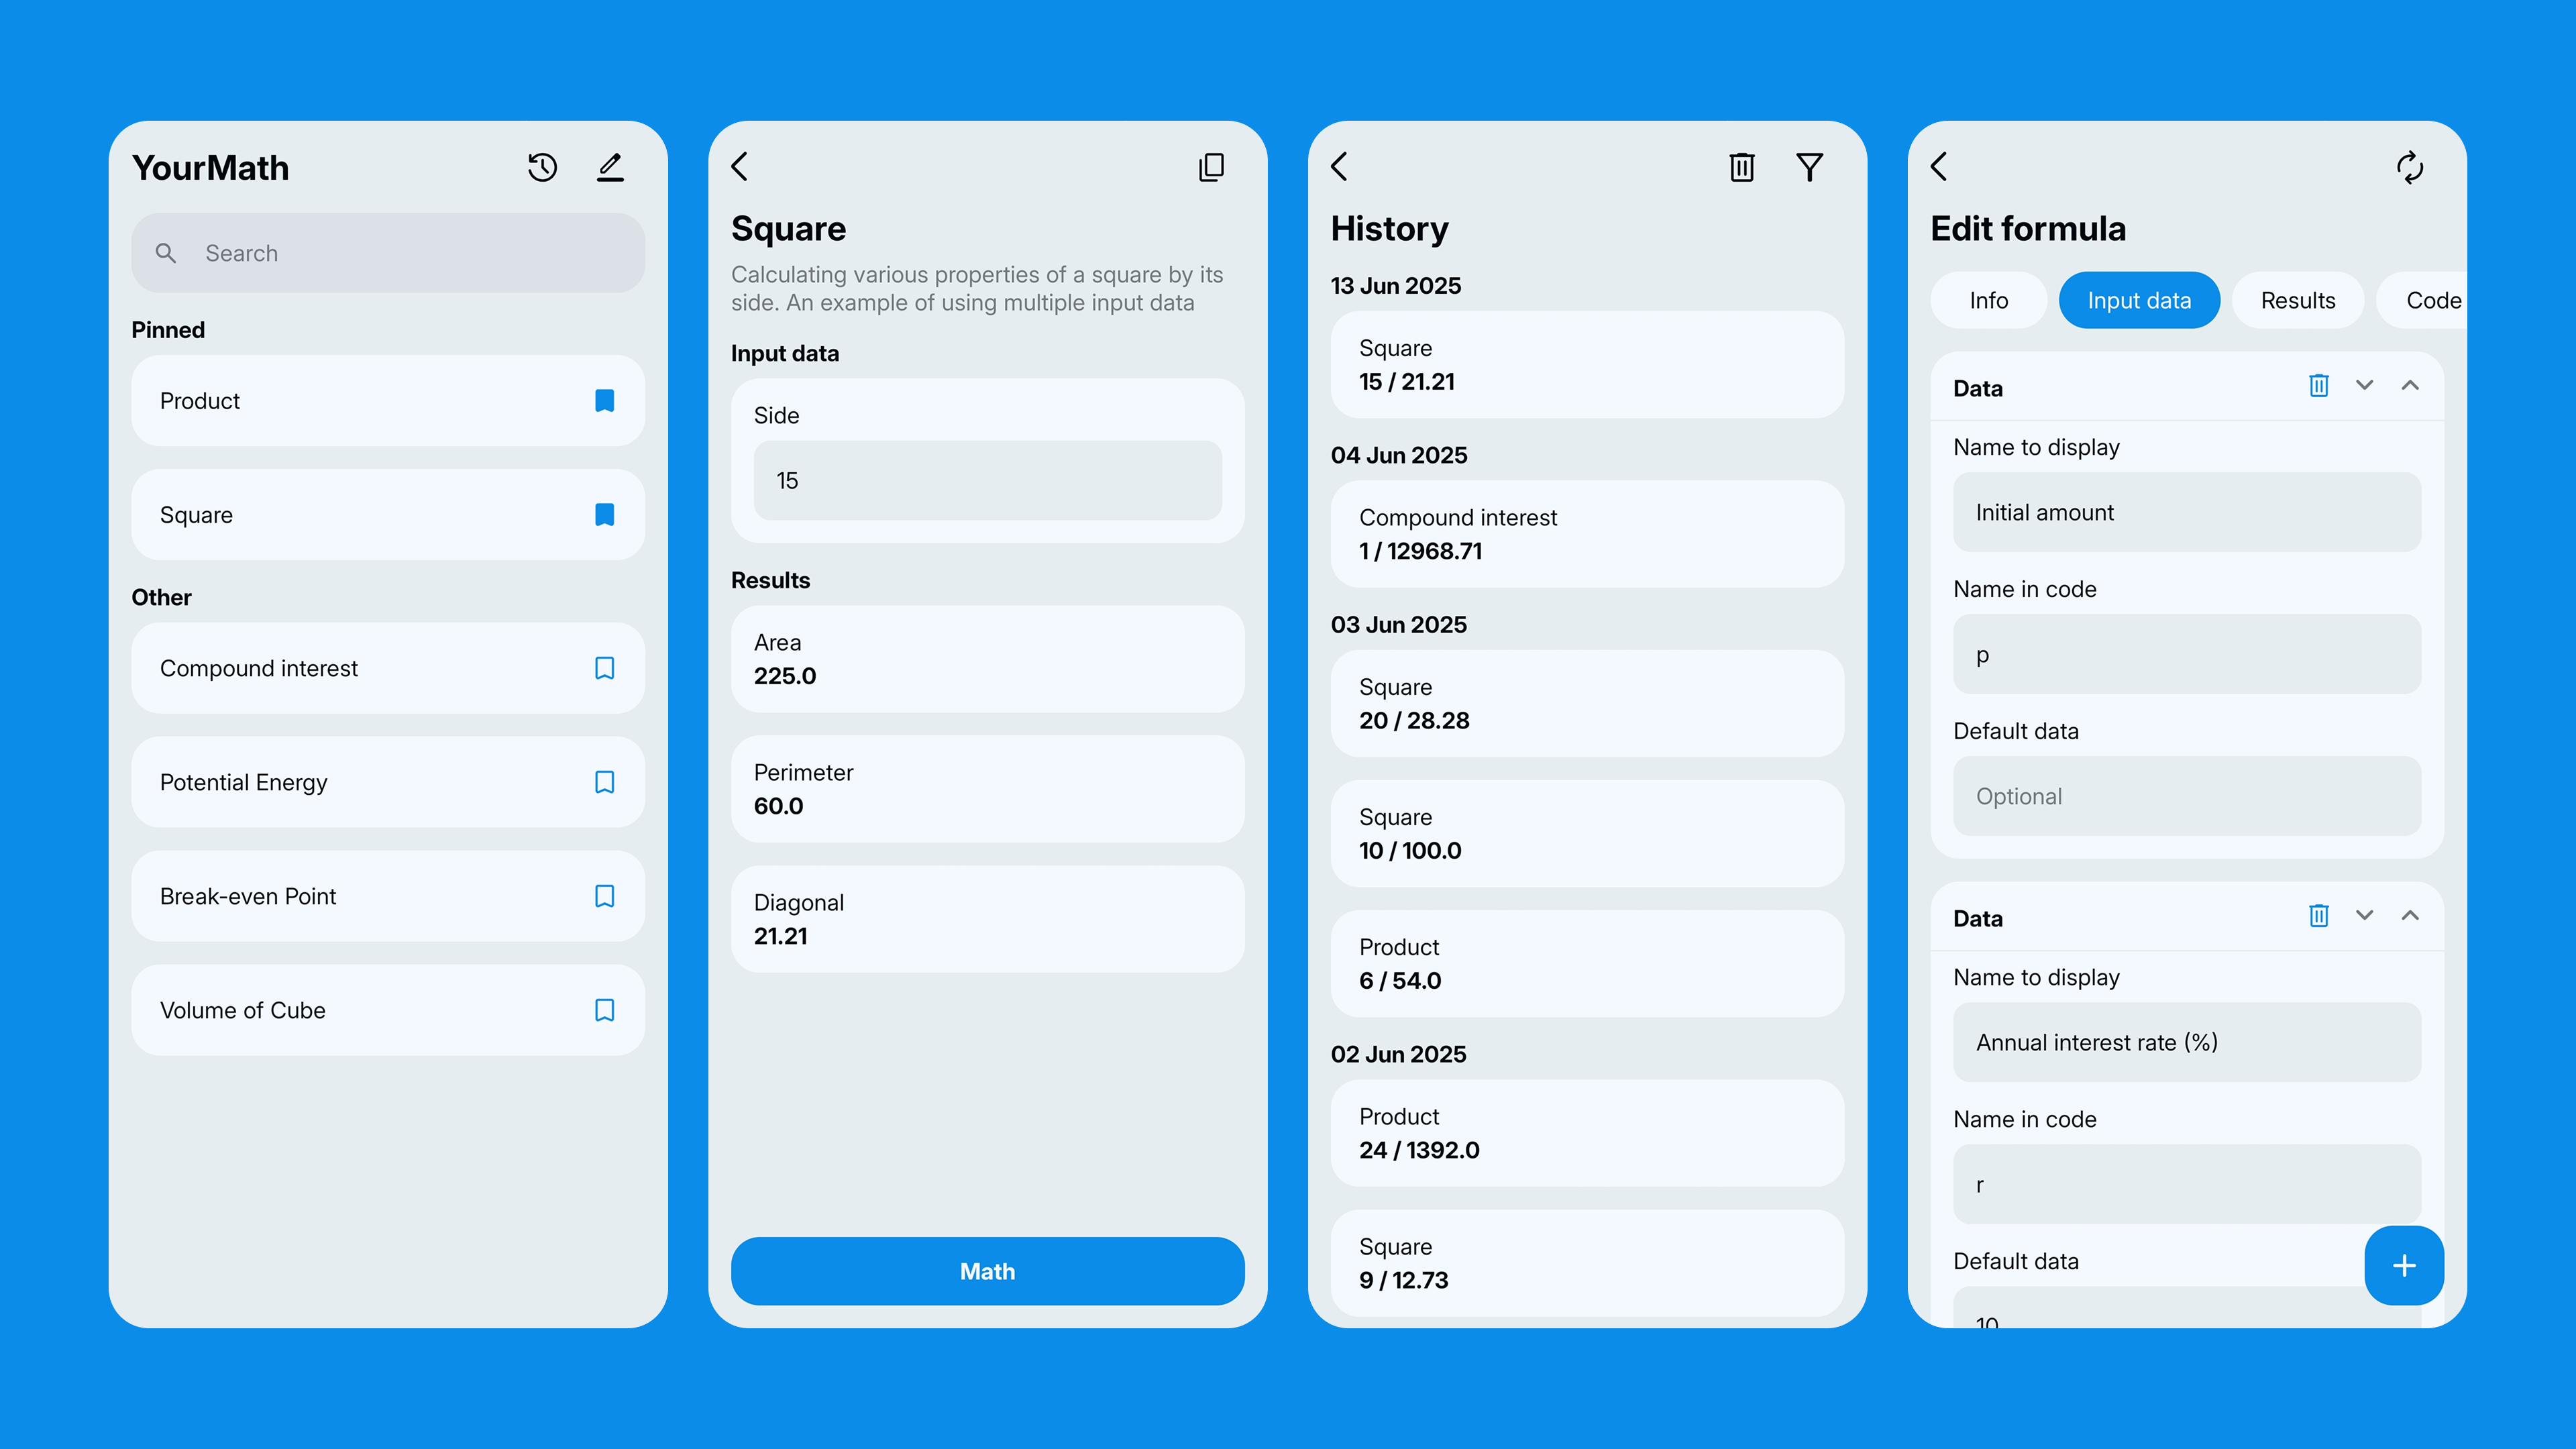 YourMath
Search
Pinned
Product
Square
Other
Compound interest
Potential Energy
Break-even Point
Volume of Cube
Square
Calculating various properties of a square by its
side. An example of using multiple input data
Input data
Side
15
Results
Area
225.0
Perimeter
60.0
Diagonal
21.21
Math
History
13 Jun 2025
Square
15 / 21.21
04 Jun 2025
Compound interest
1 / 12968.71
03 Jun 2025
Square
20 / 28.28
Square
10 / 100.0
Product
6 / 54.0
02 Jun 2025
Product
24 / 1392.0
Square
9 / 12.73
Edit formula
Info
Input data
Results
Code
Data
Name to display
Initial amount
Name in code
p
Default data
Optional
Data
Name to display
Annual interest rate (%)
Name in code
r
Default data
10